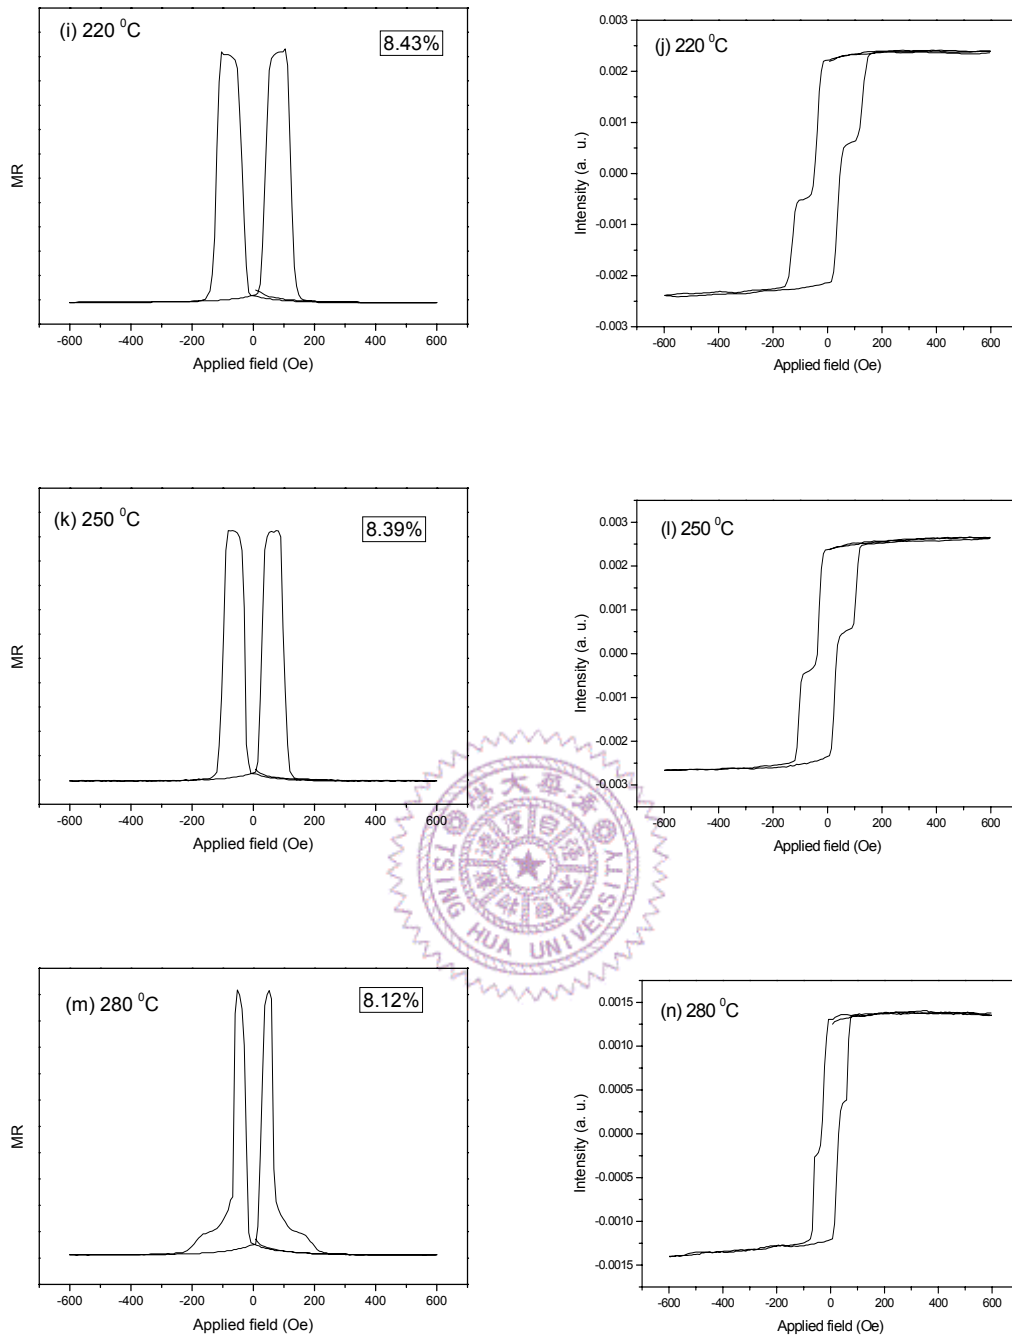 (i) 220 ⁰C
8.43%
MR
-600 -400 -200 0 200 400 600
Applied field (Oe)
(j) 220 ⁰C
0.003
0.002
0.001
0.000
-0.001
-0.002
-0.003
Intensity (a. u.)
-600 -400 -200 0 200 400 600
Applied field (Oe)
(k) 250 ⁰C
8.39%
MR
-600 -400 -200 0 200 400 600
Applied field (Oe)
(l) 250 ⁰C
0.003
0.002
0.001
0.000
-0.001
-0.002
-0.003
Intensity (a. u.)
-600 -400 -200 0 200 400 600
Applied field (Oe)
TSING HUA UNIVERSITY
(m) 280 ⁰C
8.12%
MR
-600 -400 -200 0 200 400 600
Applied field (Oe)
(n) 280 ⁰C
0.0015
0.0010
0.0005
0.0000
-0.0005
-0.0010
-0.0015
Intensity (a. u.)
-600 -400 -200 0 200 400 600
Applied field (Oe)